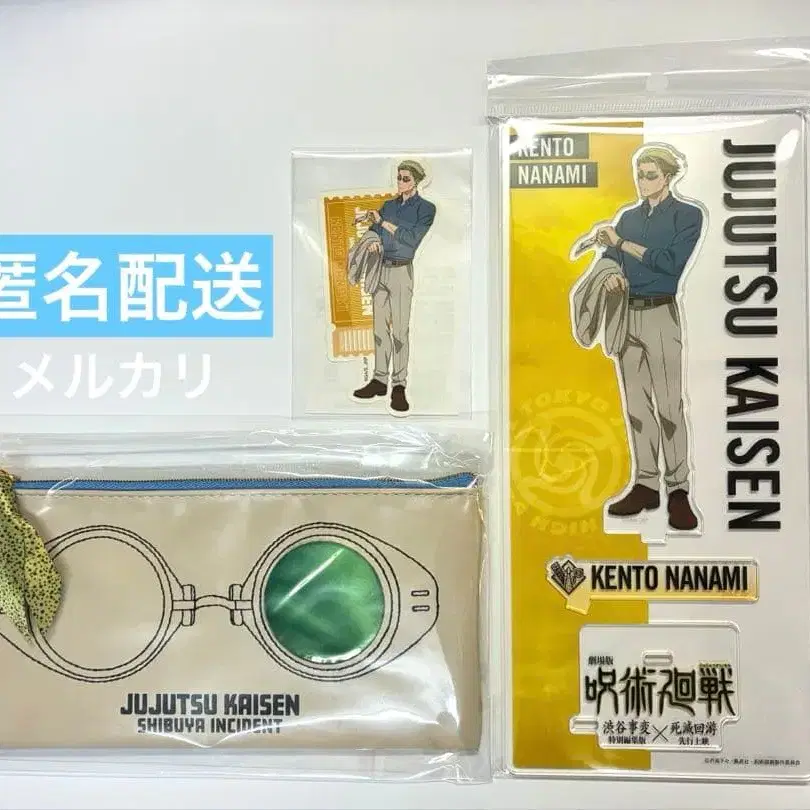 匿名配送
メルカリ
KENTO
NANAMI
JUJUTSU KAISEN
KENTO NANAMI
劇場版
呪術廻戦
渋谷事変
特別編集版
×
死滅回游
先行上映
JUJUTSU KAISEN
SHIBUYA INCIDENT